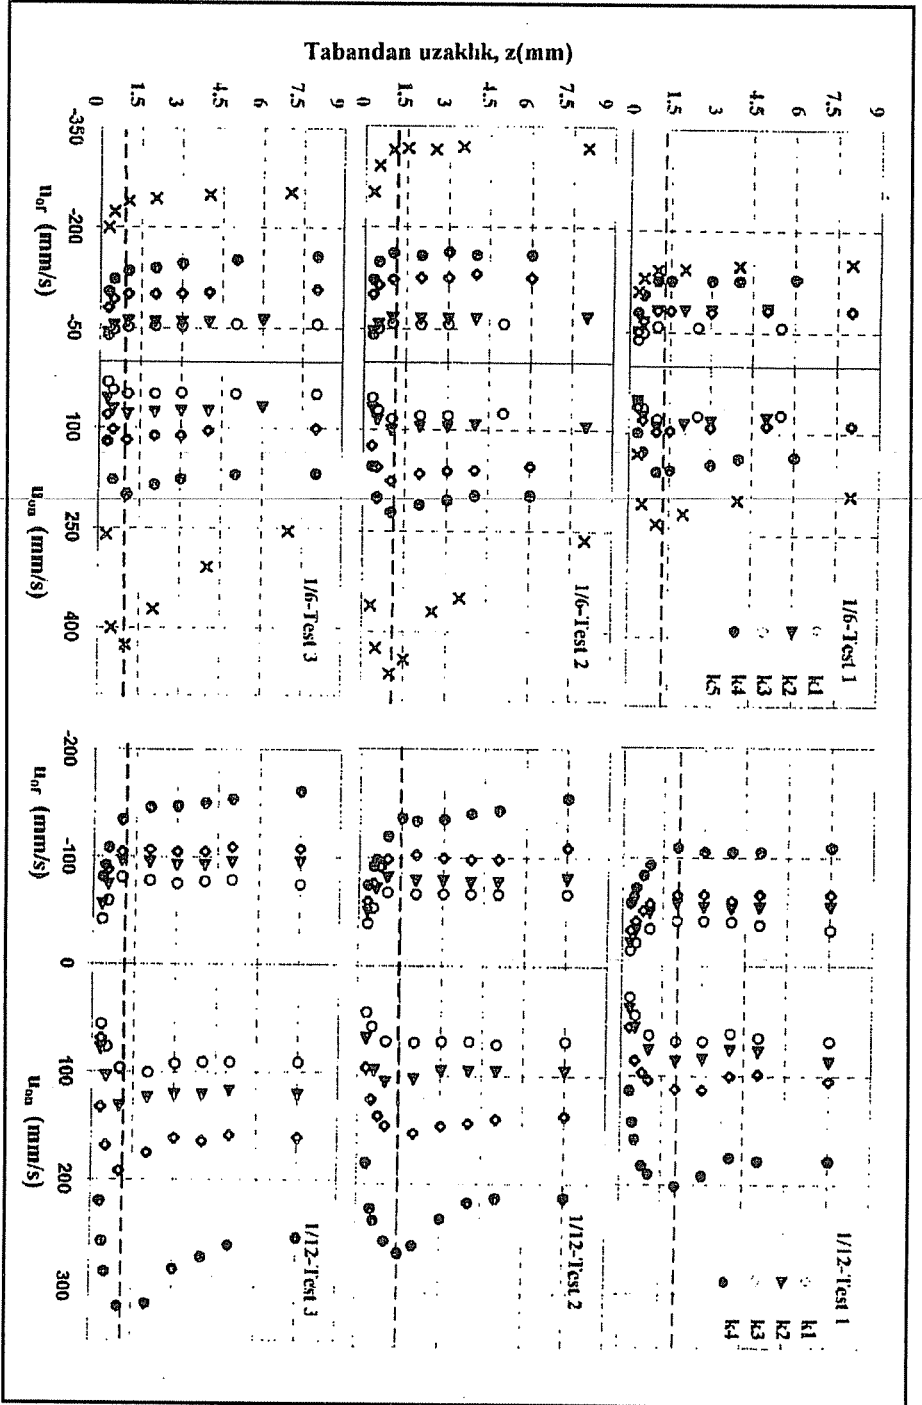 Tabandan uzaklık, z(mm)
9
7.5
6
4.5
3
1.5
0
1/6-Test 1
k1
k2
k3
k4
k5
9
7.5
6
4.5
3
1.5
0
1/6-Test 2
9
7.5
6
4.5
3
1.5
0
1/6-Test 3
-350
-200
-50
100
250
400
u_or (mm/s)
u_on (mm/s)
1/12-Test 1
k1
k2
k3
k4
1/12-Test 2
1/12-Test 3
-200
-100
0
100
200
300
u_or (mm/s)
u_on (mm/s)